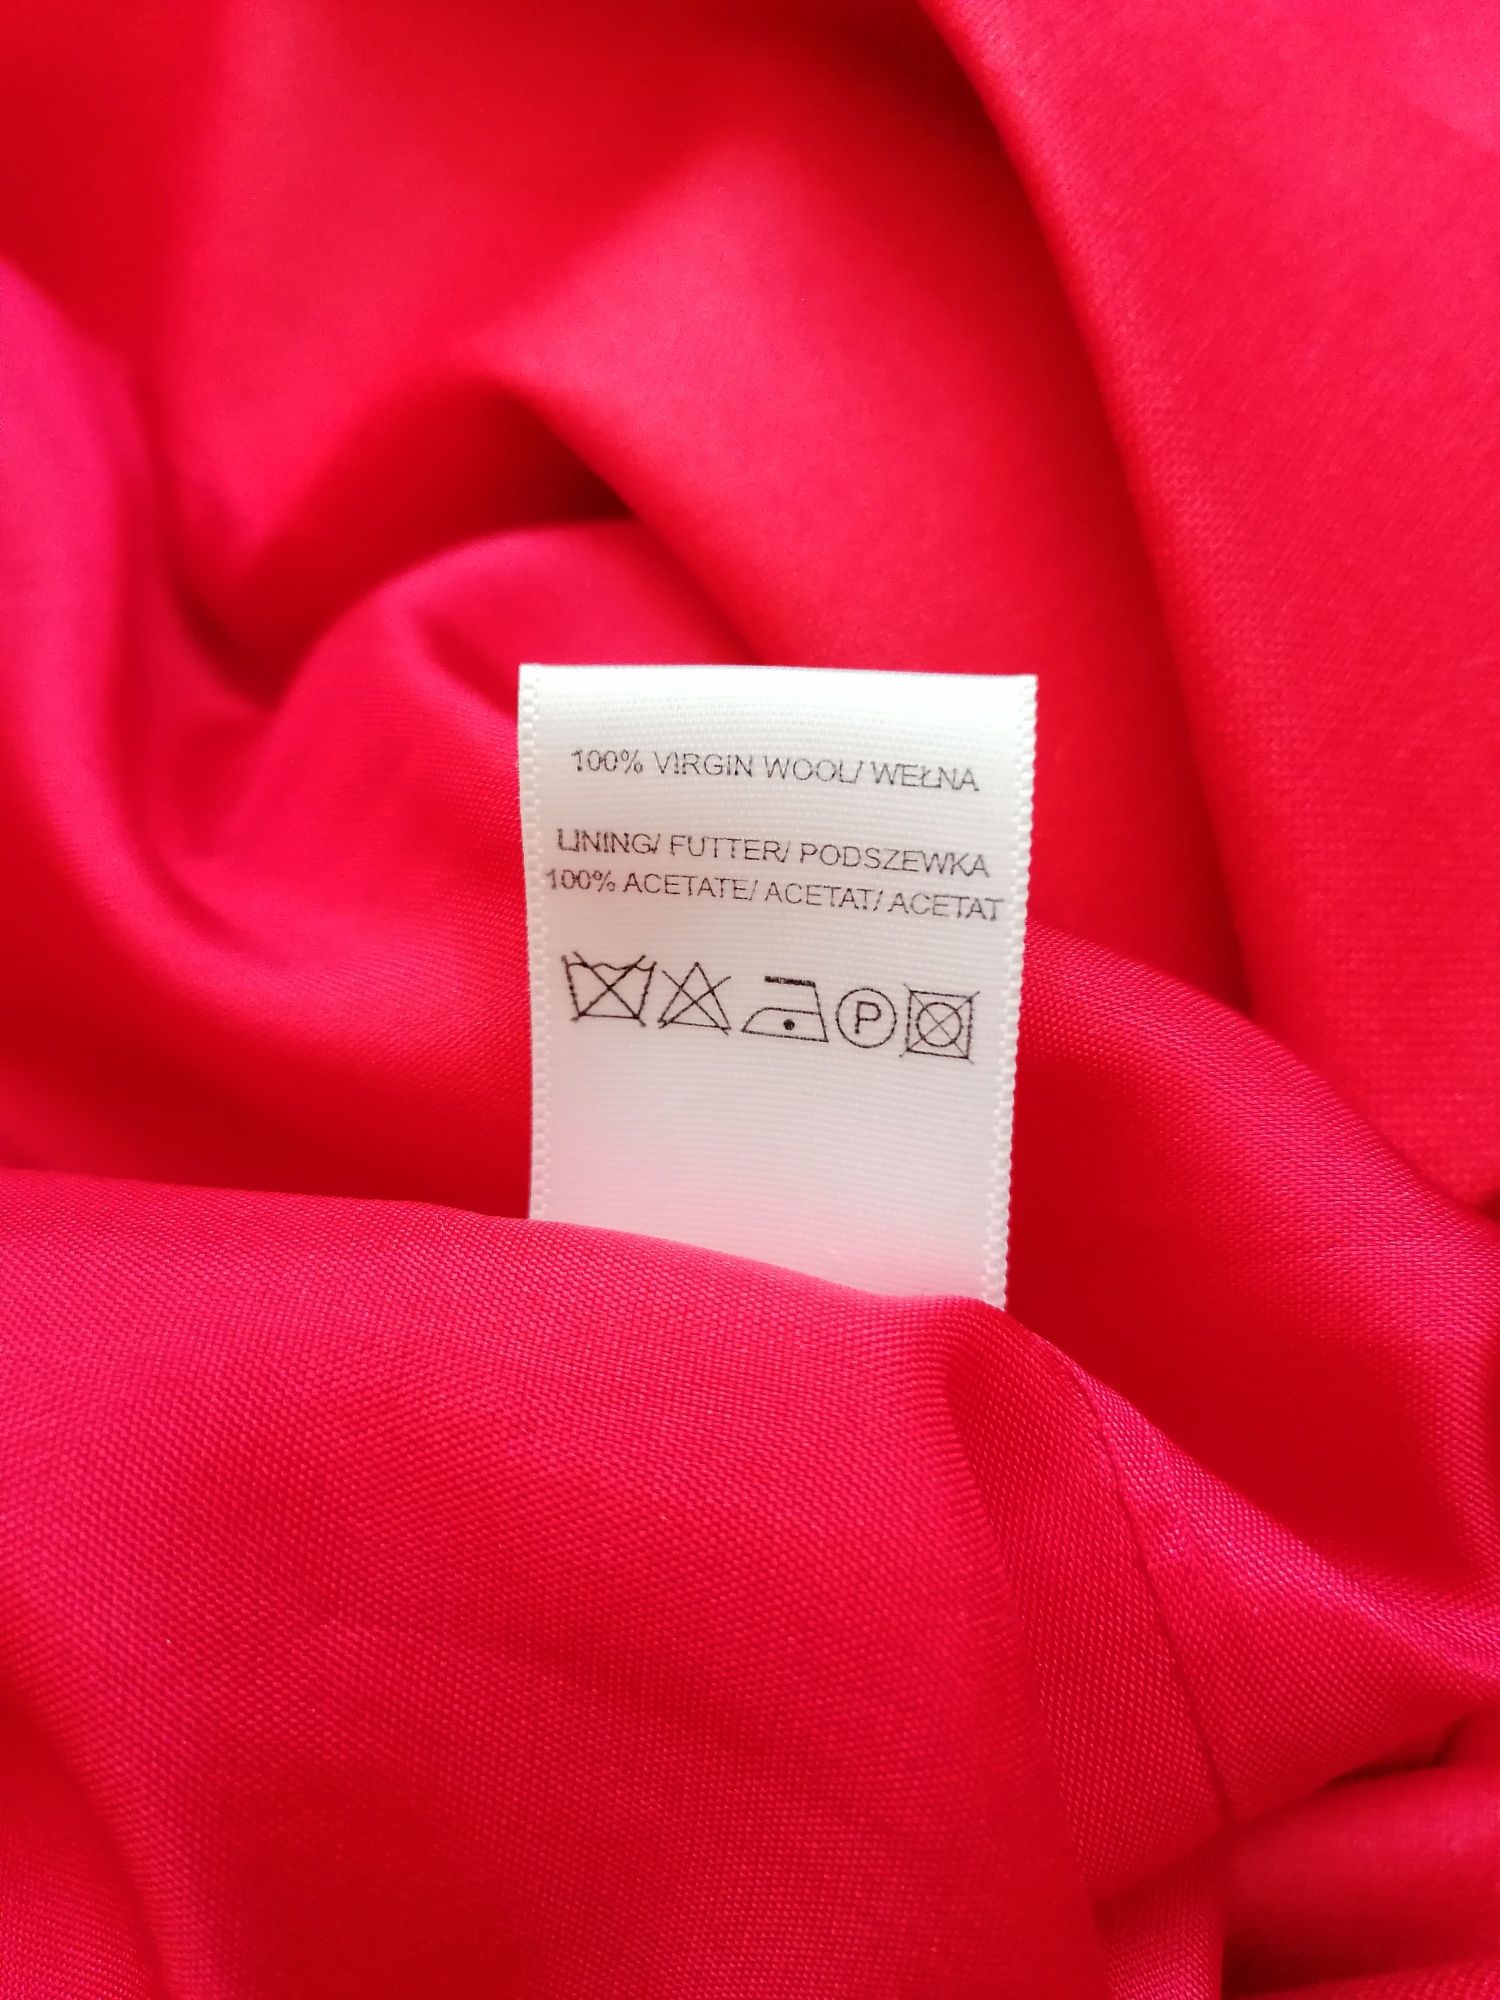 100% VIRGIN WOOL/ WEŁNA
LINING/ FUTTER/ PODSZEWKA
100% ACETATE/ ACETAT/ ACETAT
P